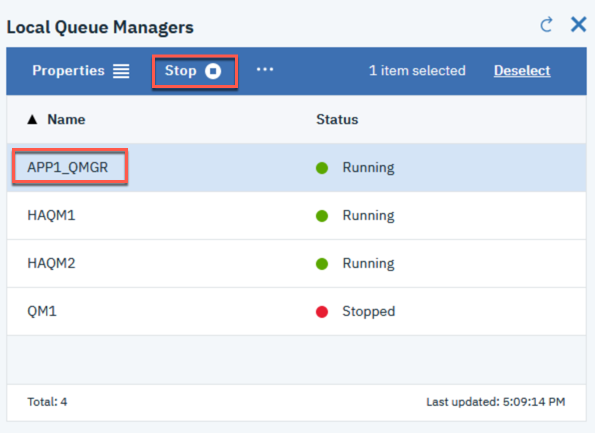 Local Queue Managers
Properties Stop ... 1 item selected Deselect
Name Status
APP1_QMGR Running
HAQM1 Running
HAQM2 Running
QM1 Stopped
Total: 4 Last updated: 5:09:14 PM